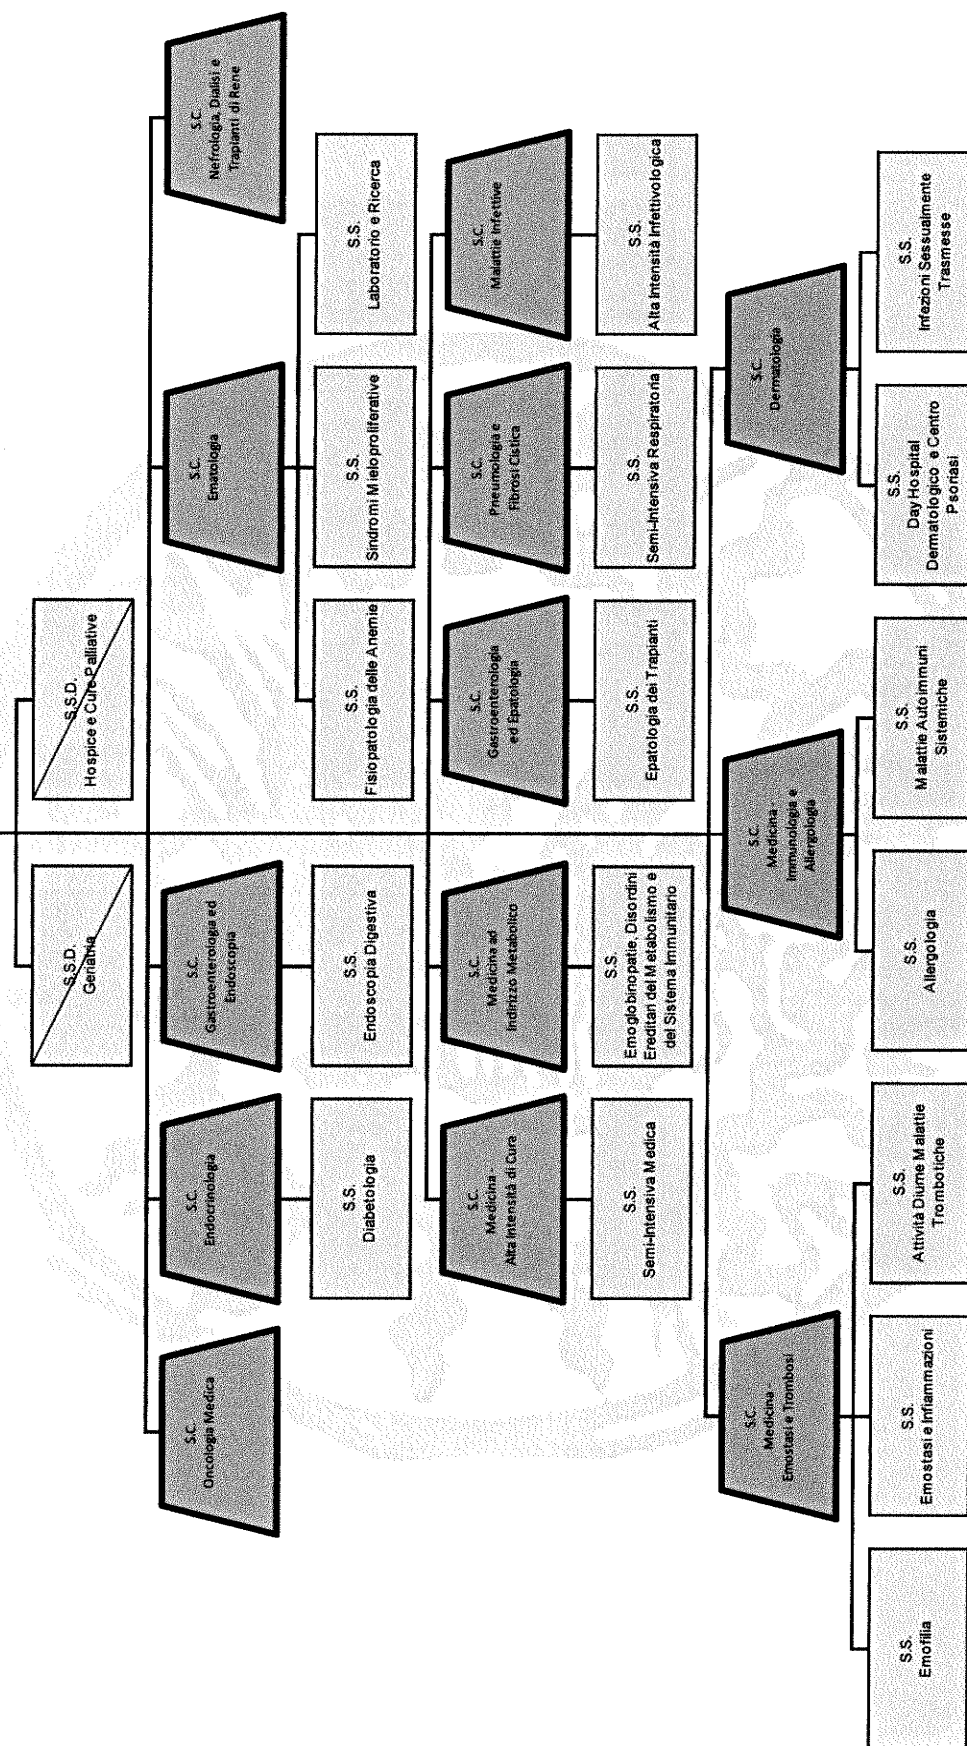 S.S.D.
Geriatria
S.S.D.
Hospice e Cure Palliative
S.C.
Oncologia Medica
S.C.
Endocrinologia
S.C.
Gastroenterologia ed
Endoscopia
S.C.
Ematologia
S.C.
Nefrologia, Dialisi e
Trapianti di Rene
S.S.
Diabetologia
S.S.
Endoscopia Digestiva
S.S.
Fisiopatologia delle Anemie
S.S.
Sindromi Mieloproliferative
S.S.
Laboratorio e Ricerca
S.C.
Medicina -
Alta Intensità di Cura
S.C.
Medicina ad
Indirizzo Metabolico
S.C.
Gastroenterologia
ed Epatologia
S.C.
Pneumologia e
Fibrosi Cistica
S.C.
Malattie Infettive
S.S.
Semi-Intensiva Medica
S.S.
Emoglobinopatie, Disordini
Ereditari del Metabolismo e
del Sistema Immunitario
S.S.
Epatologia dei Trapianti
S.S.
Semi-Intensiva Respiratoria
S.S.
Alta Intensità Infettivologica
S.C.
Medicina
Emostasi e Trombosi
S.C.
Medicina
Immunologia e
Allergologia
S.C.
Dermatologia
S.S.
Emofilia
S.S.
Emostasi e Infiammazioni
S.S.
Attività Diurne Malattie
Trombotiche
S.S.
Allergologia
S.S.
Malattie Autoimmuni
Sistemiche
S.S.
Day Hospital
Dermatologico e Centro
Psoriasi
S.S.
Infezioni Sessualmente
Trasmesse